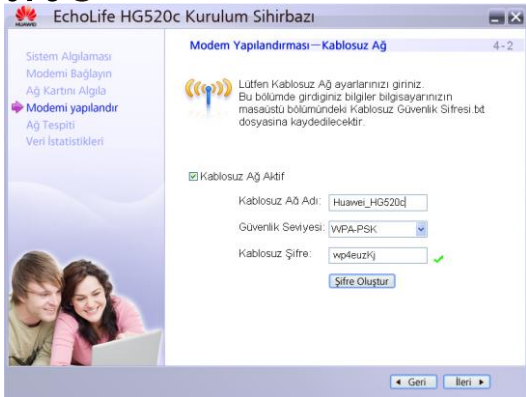 HUAWEI
EchoLife HG520c Kurulum Sihirbazı
Sistem Algılaması
Modemi Bağlayın
Ağ Kartını Algıla
Modemi yapılandır
Ağ Tespiti
Veri İstatistikleri
Modem Yapılandırması—Kablosuz Ağ
4-2
Lütfen Kablosuz Ağ ayarlarınızı giriniz.
Bu bölümde girdiginiz bilgiler bilgisayarınızın
masaüstü bölümündeki Kablosuz Güvenlik Sifresi.txt
dosyasına kaydedilecektir.
Kablosuz Ağ Aktif
Kablosuz Ağ Adı: Huawei_HG520c
Güvenlik Seviyesi: WPA-PSK
Kablosuz Şifre: wp4euzKj
Şifre Oluştur
Geri
İleri